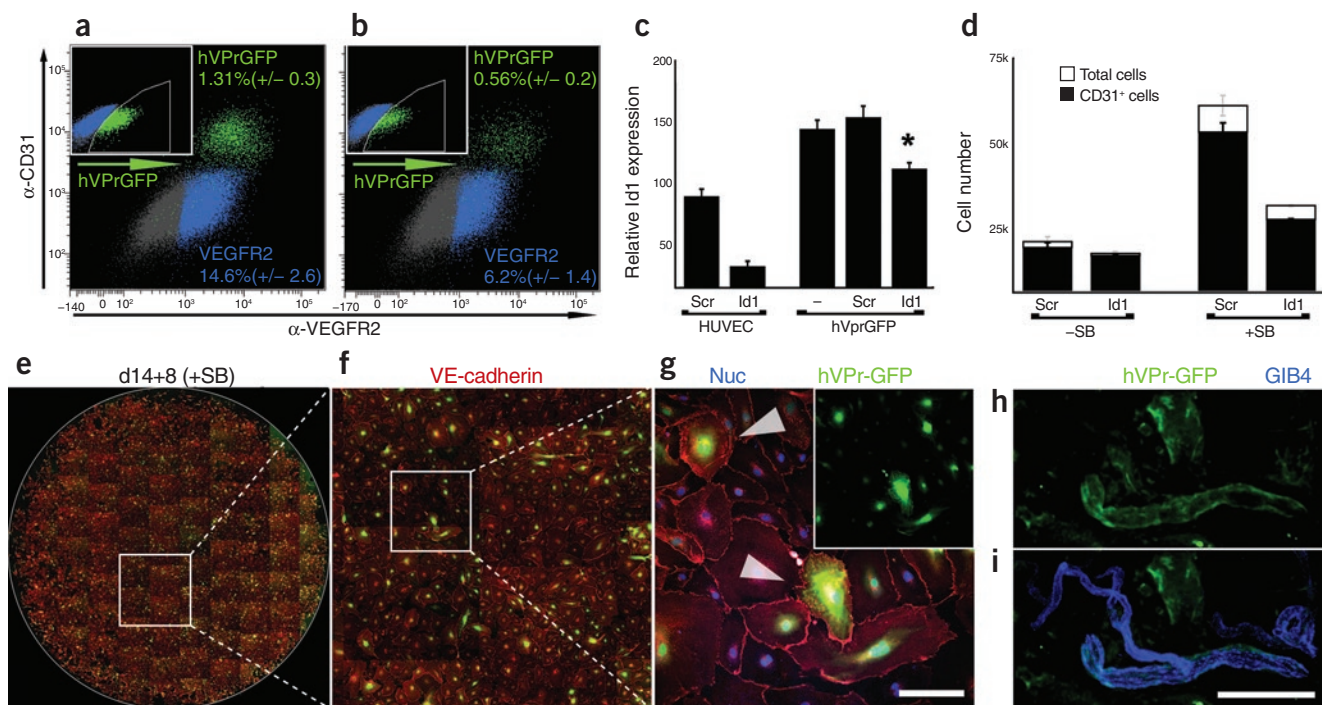 a
hVPrGFP
1.31%(+/− 0.3)
hVPrGFP
VEGFR2
14.6%(+/− 2.6)
α-CD31
10⁵
10⁴
10³
10²
−140 0 10² 10³ 10⁴ 10⁵
b
hVPrGFP
0.56%(+/− 0.2)
hVPrGFP
VEGFR2
6.2%(+/− 1.4)
−170 0 10² 10³ 10⁴ 10⁵
α-VEGFR2
c
Relative Id1 expression
200
150
100
50
*
Scr Id1 – Scr Id1
HUVEC hVprGFP
d
Cell number
75k
50k
25k
Total cells
CD31⁺ cells
Scr Id1 Scr Id1
−SB +SB
e
d14+8 (+SB)
f
VE-cadherin
g
Nuc hVPr-GFP
h
hVPr-GFP GIB4
i